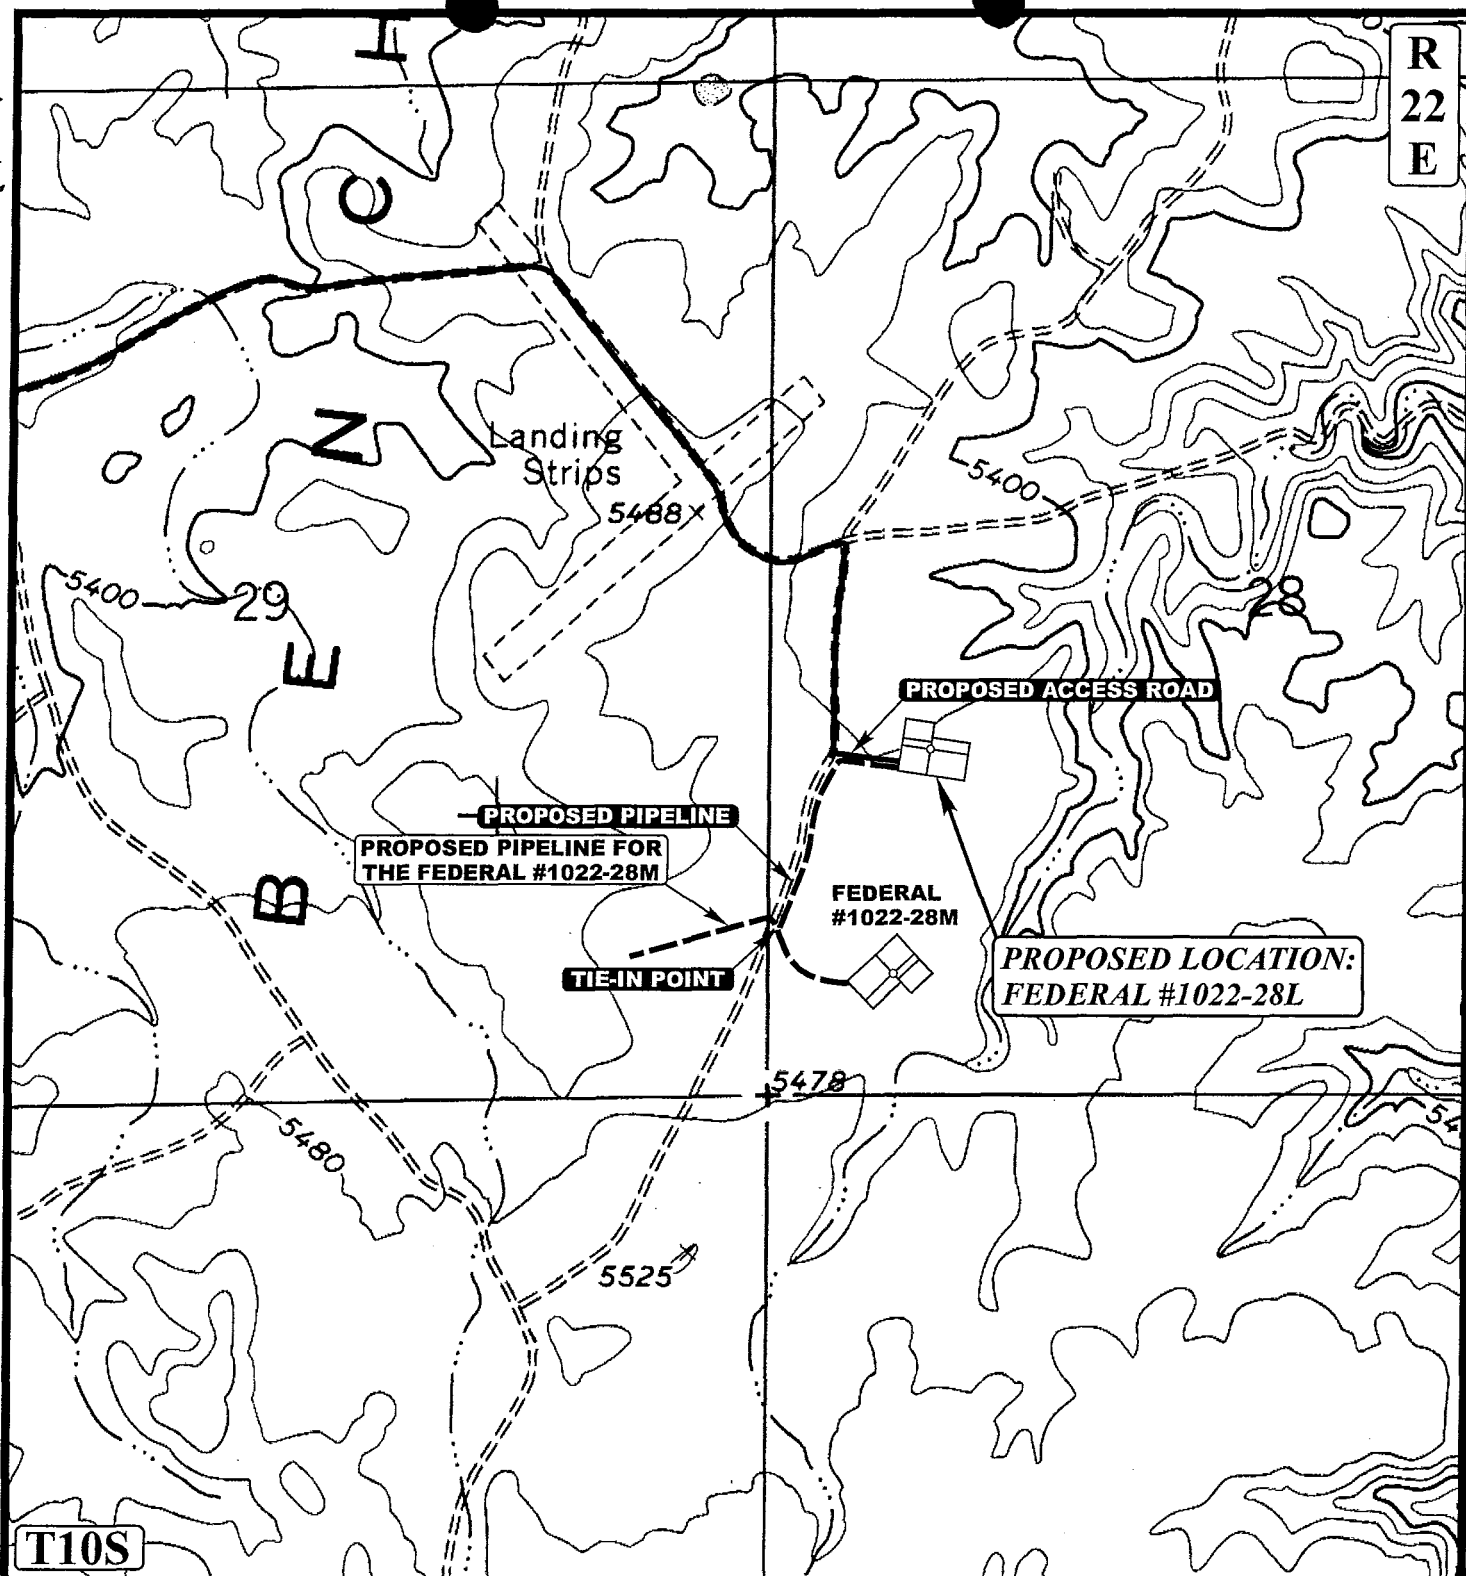 R
22
E
H
C
N
E
B
Landing
Strips
5488
5400
5400
29
28
PROPOSED ACCESS ROAD
PROPOSED PIPELINE
PROPOSED PIPELINE FOR
THE FEDERAL #1022-28M
FEDERAL
#1022-28M
TIE-IN POINT
PROPOSED LOCATION:
FEDERAL #1022-28L
5478
5480
5525
T10S